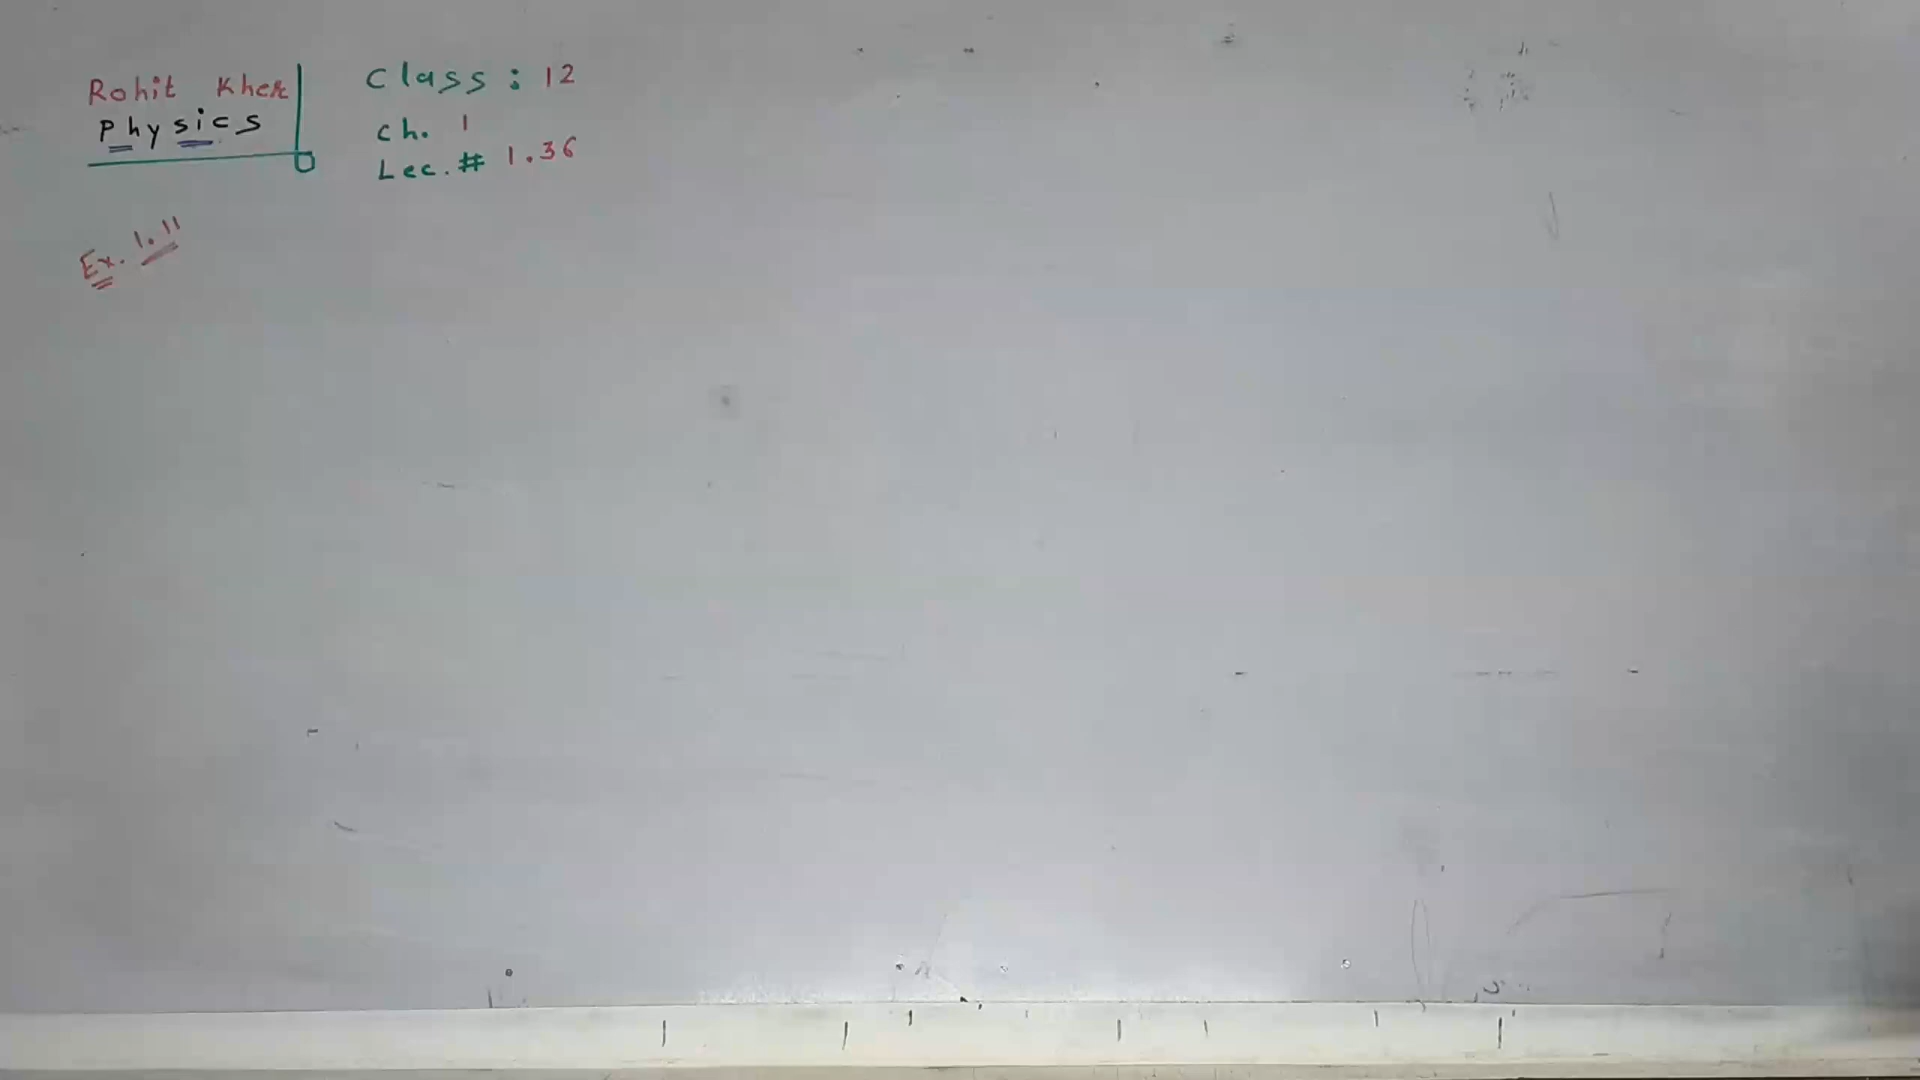 Rohit Kher
Physics
Class: 12
Ch. 1
Lec. # 1.36
Ex. 1.11